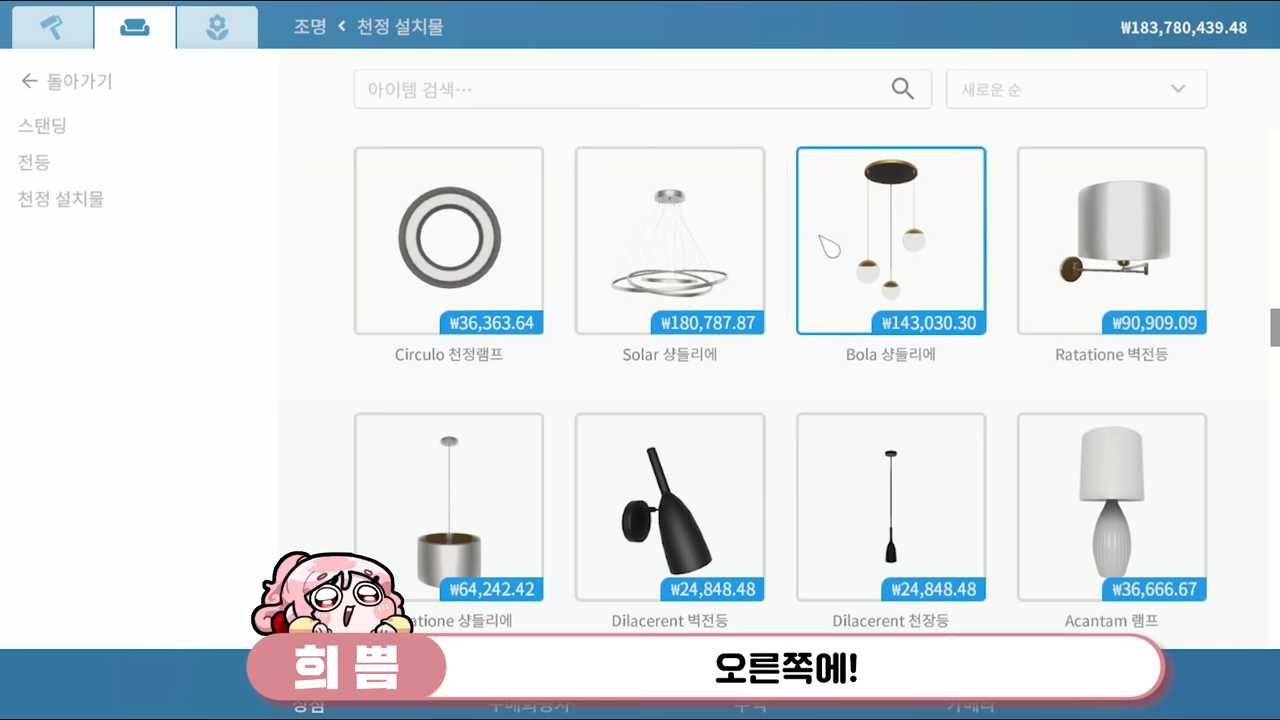 조명 < 천정 설치물
₩183,780,439.48
← 돌아가기
스탠딩
전등
천정 설치물
아이템 검색…
새로운 순
₩36,363.64
₩180,787.87
₩143,030.30
₩90,909.09
Circulo 천정램프
Solar 샹들리에
Bola 샹들리에
Ratatione 벽전등
₩64,242.42
₩24,848.48
₩24,848.48
₩36,666.67
샹들리에
Dilacerent 벽전등
Dilacerent 천장등
Acantam 램프
희쁨
오른쪽에!
상점